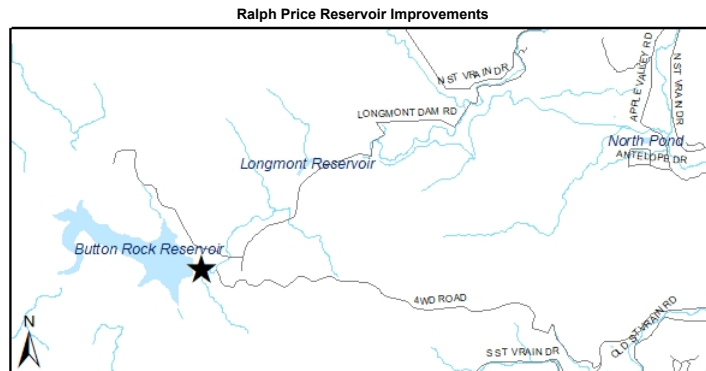 Ralph Price Reservoir Improvements
N ST VRAIN DR
APPLE VALLEY RD
N ST VRAIN DR
LONGMONT DAM RD
North Pond
ANTELOPE DR
Longmont Reservoir
Button Rock Reservoir
4WD ROAD
OLD ST VRAIN RD
S ST VRAIN DR
N